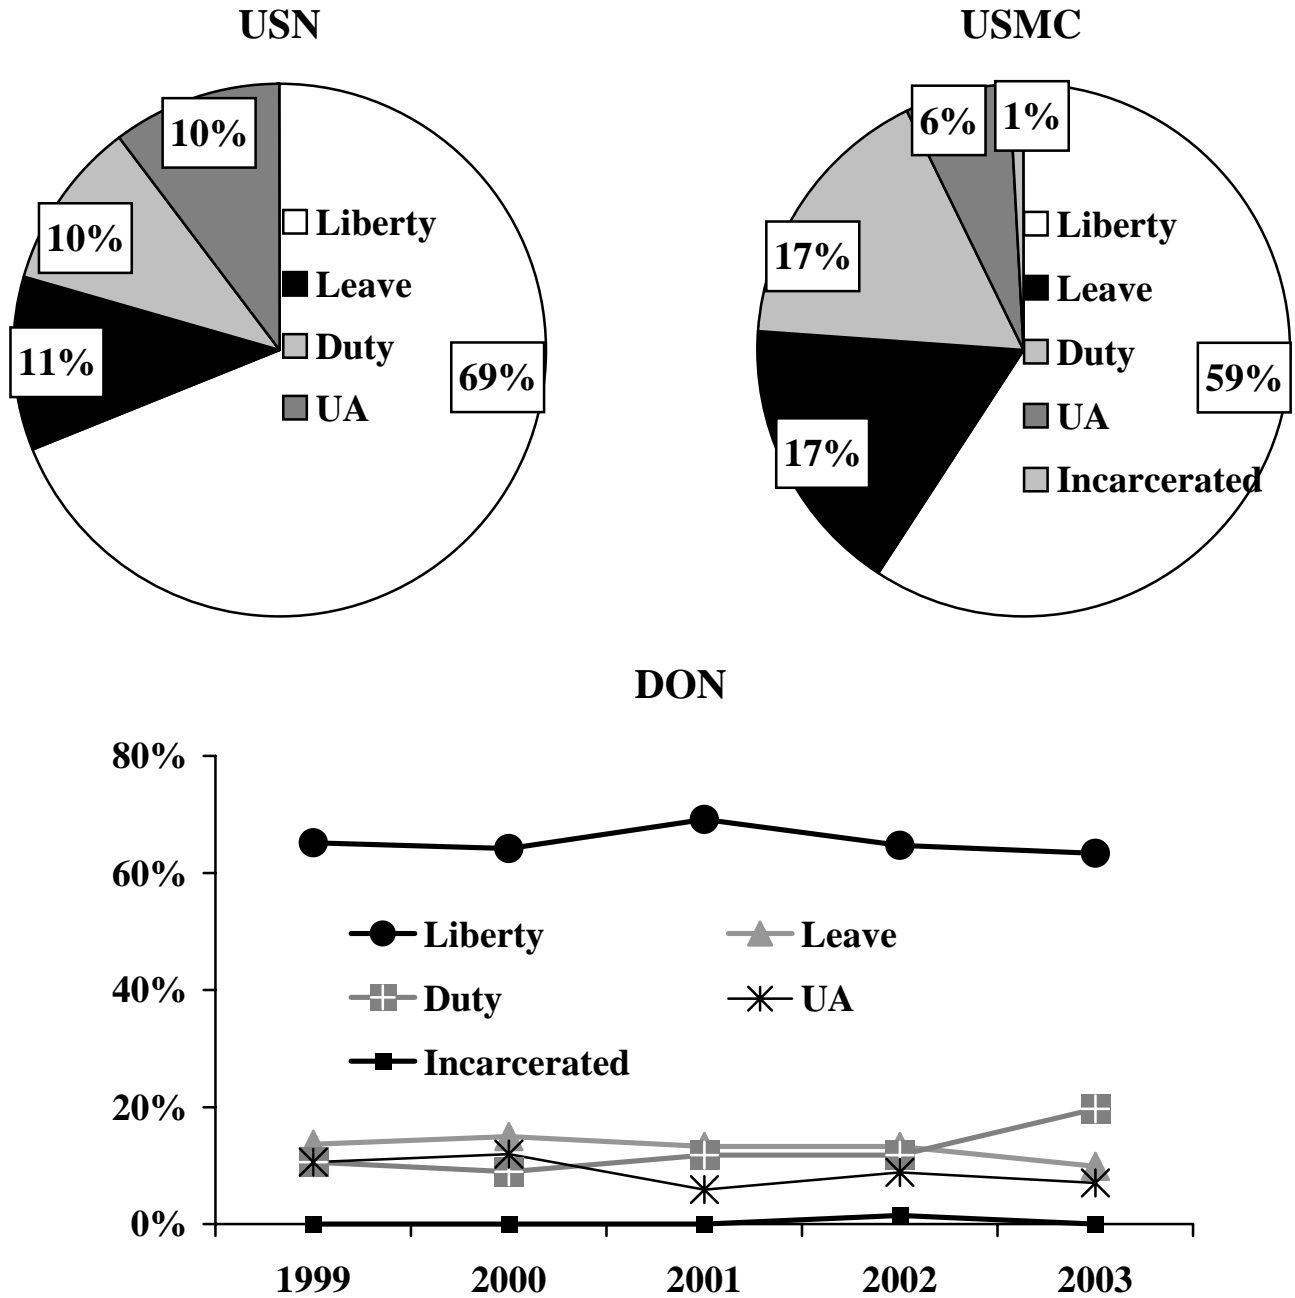 USN
10%
10%
11%
69%
Liberty
Leave
Duty
UA
USMC
6%
1%
17%
17%
59%
Liberty
Leave
Duty
UA
Incarcerated
DON
80%
60%
40%
20%
0%
Liberty
Leave
Duty
UA
Incarcerated
1999 2000 2001 2002 2003